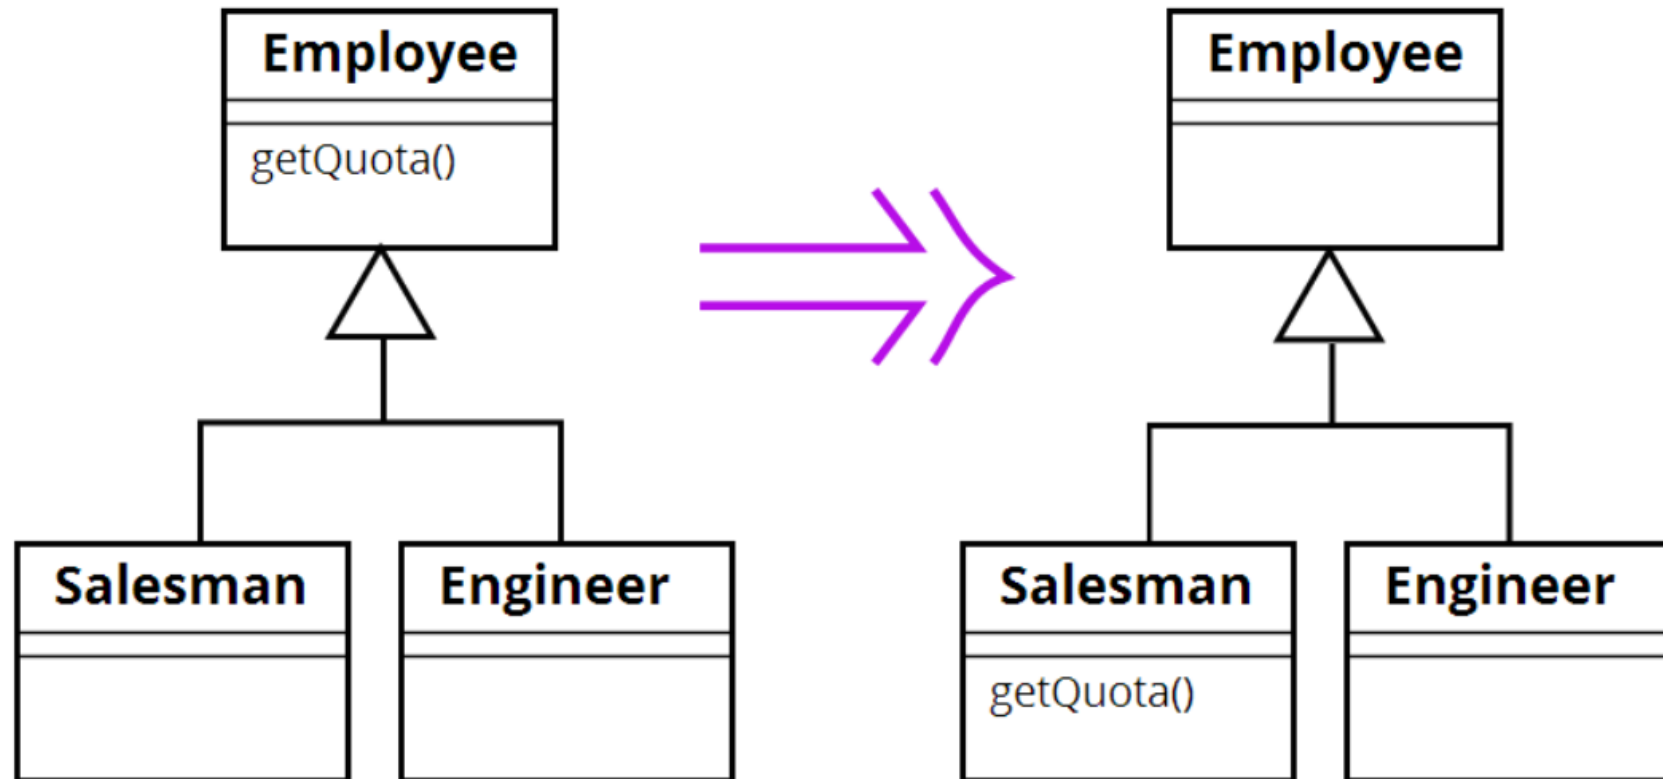 Employee
getQuota()
Salesman
Engineer
Employee
Salesman
getQuota()
Engineer